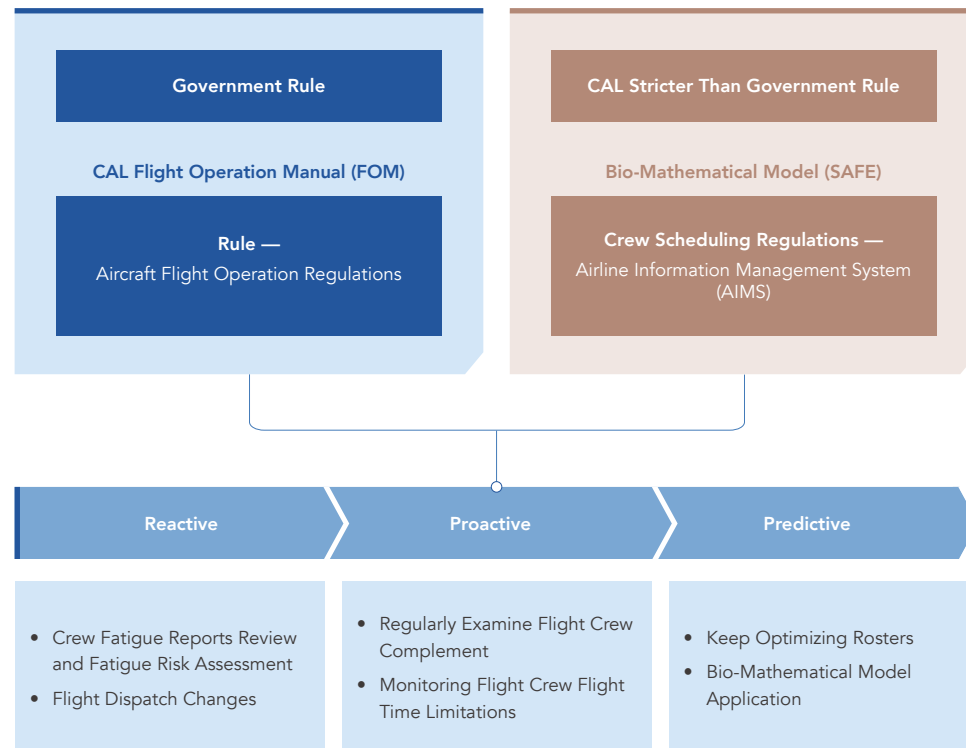 Government Rule
CAL Flight Operation Manual (FOM)
Rule —
Aircraft Flight Operation Regulations
CAL Stricter Than Government Rule
Bio-Mathematical Model (SAFE)
Crew Scheduling Regulations —
Airline Information Management System
(AIMS)
Reactive
Proactive
Predictive
• Crew Fatigue Reports Review
and Fatigue Risk Assessment
• Flight Dispatch Changes
• Regularly Examine Flight Crew
Complement
• Monitoring Flight Crew Flight
Time Limitations
• Keep Optimizing Rosters
• Bio-Mathematical Model
Application